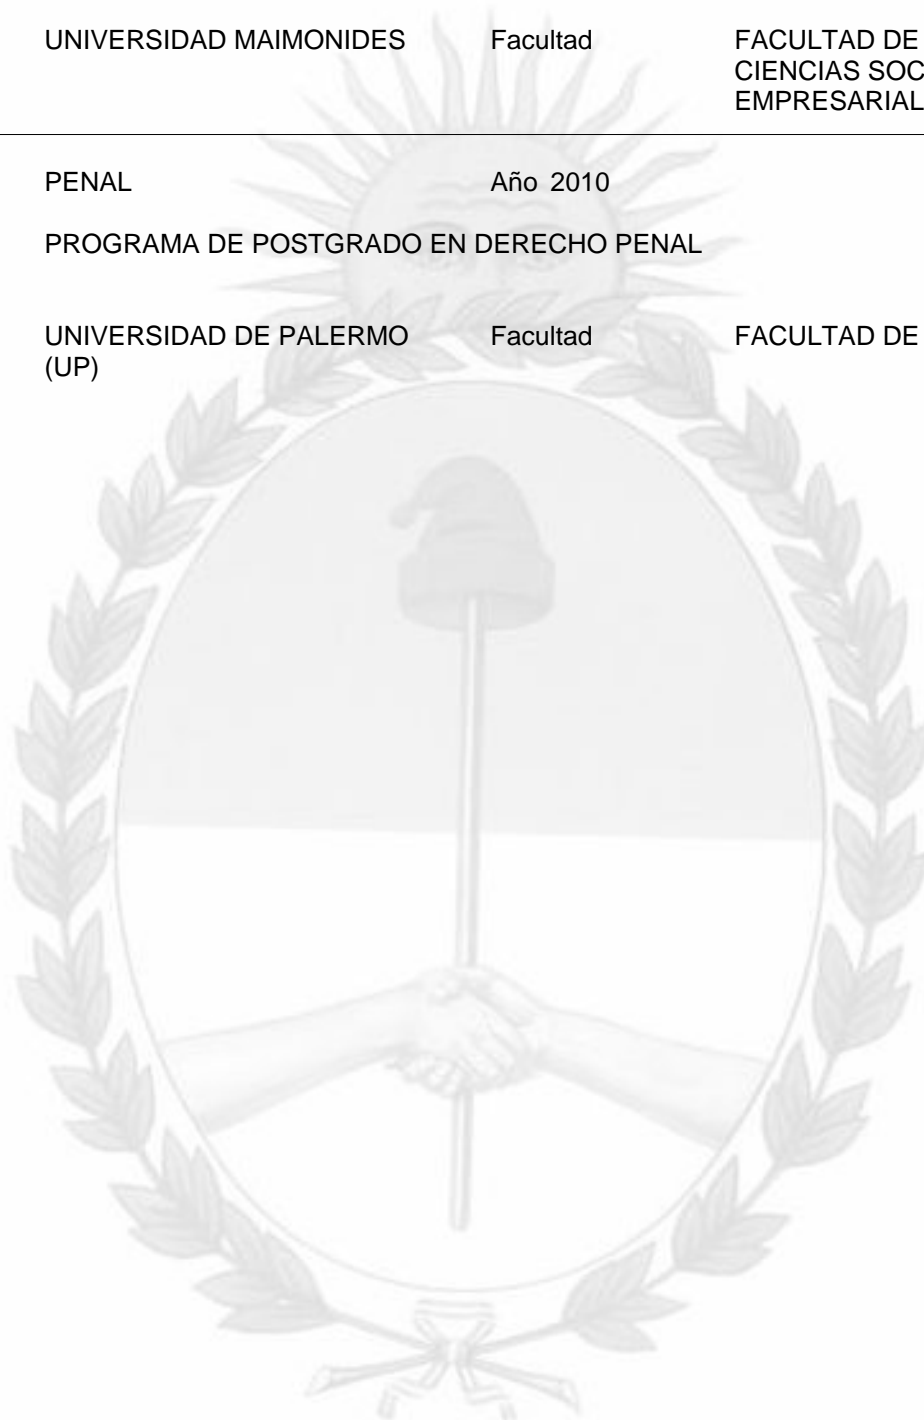 UNIVERSIDAD MAIMONIDES Facultad FACULTAD DE
CIENCIAS SOC
EMPRESARIAL
PENAL Año 2010
PROGRAMA DE POSTGRADO EN DERECHO PENAL
UNIVERSIDAD DE PALERMO Facultad FACULTAD DE
(UP)